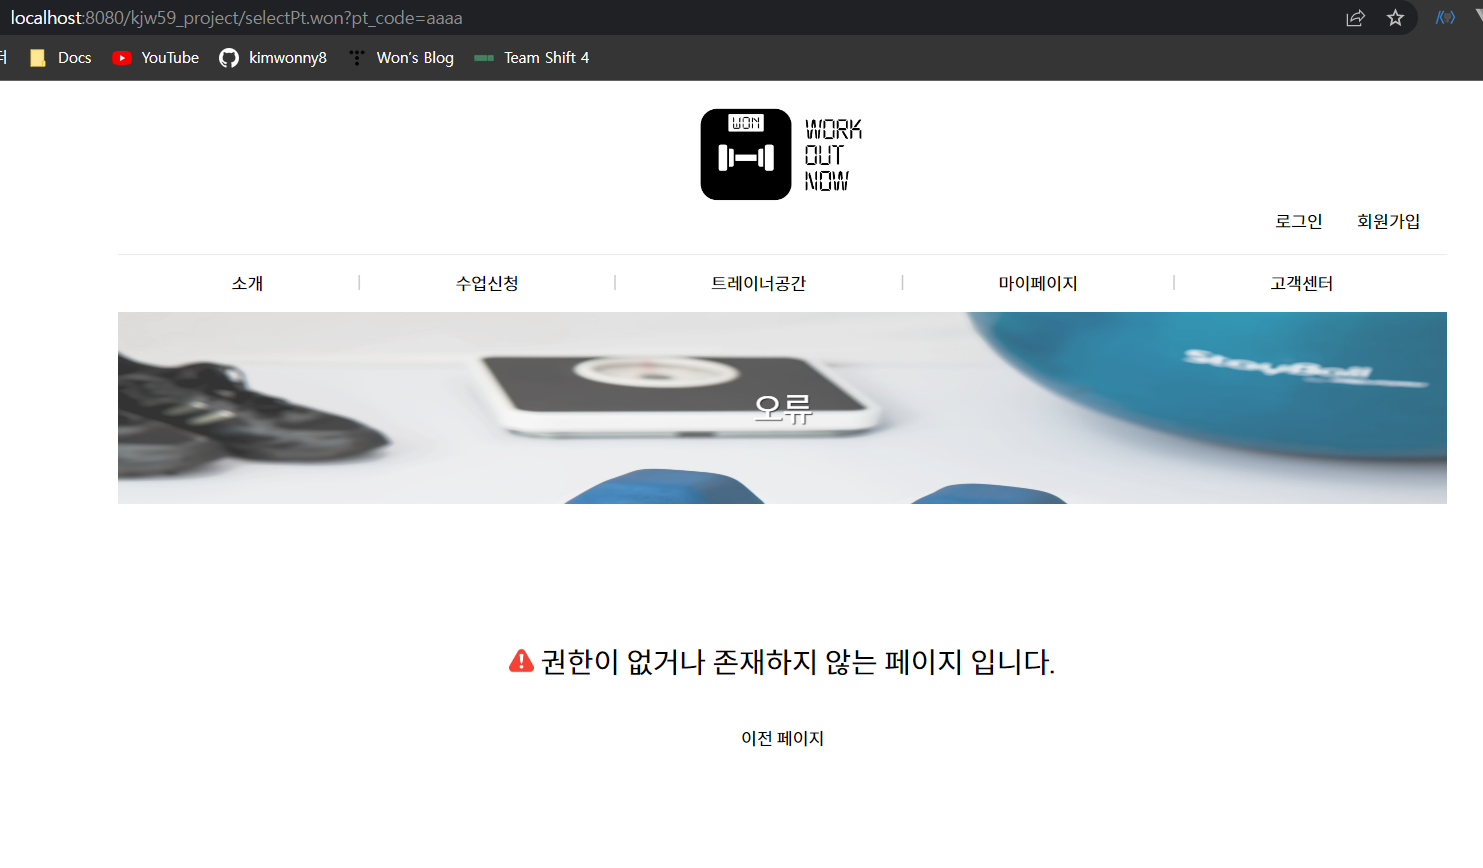 localhost:8080/kjw59_project/selectPt.won?pt_code=aaaa
터 Docs YouTube kimwonny8 Won's Blog Team Shift 4
WON
WORK
OUT
NOW
로그인 회원가입
소개 | 수업신청 | 트레이너공간 | 마이페이지 | 고객센터
StayBall
오류
권한이 없거나 존재하지 않는 페이지 입니다.
이전 페이지